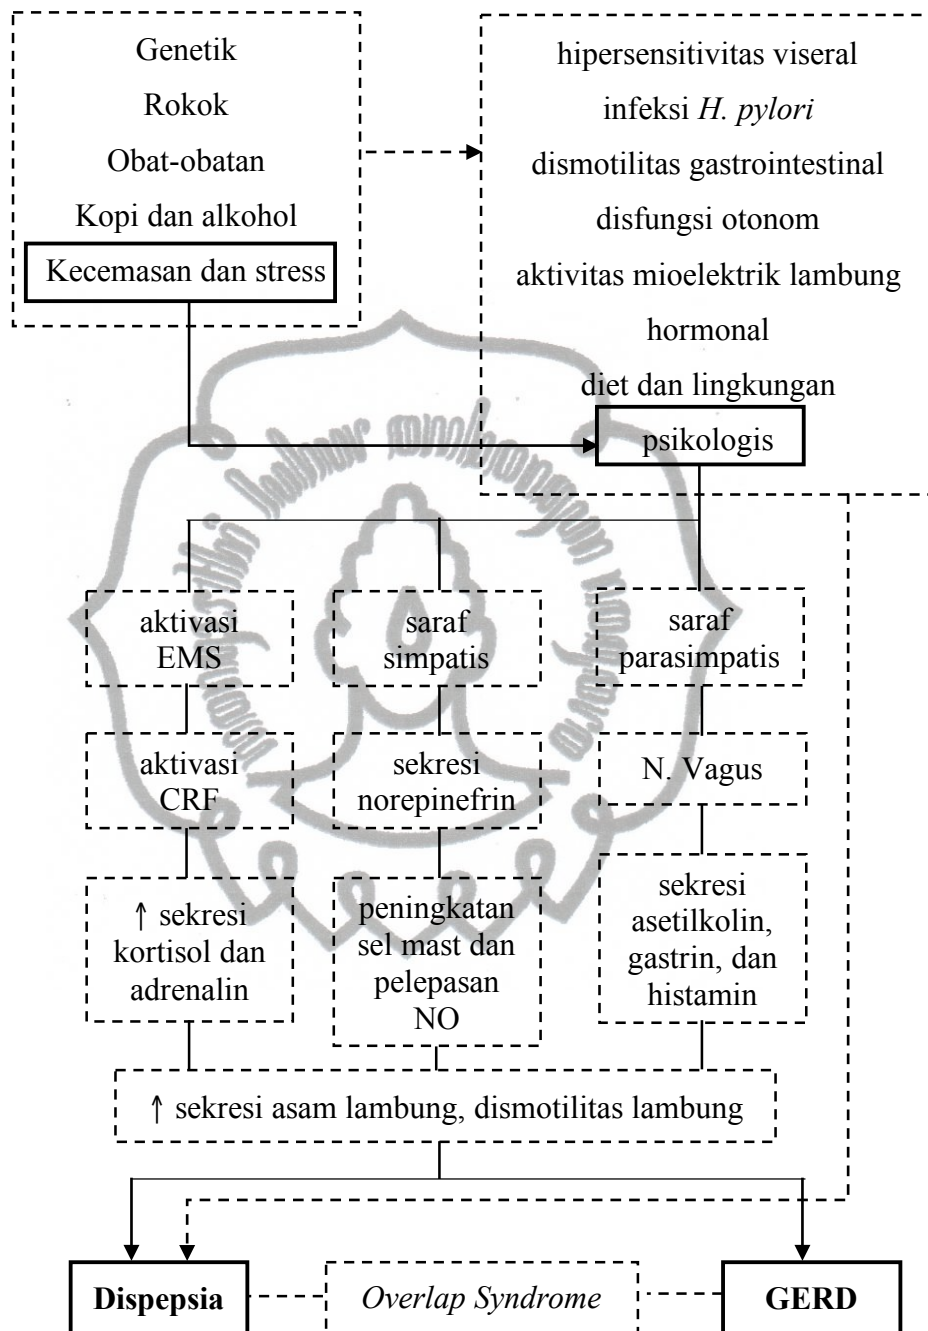 Genetik
Rokok
Obat-obatan
Kopi dan alkohol
Kecemasan dan stress
hipersensitivitas viseral
infeksi H. pylori
dismotilitas gastrointestinal
disfungsi otonom
aktivitas mioelektrik lambung
hormonal
diet dan lingkungan
psikologis
aktivasi
EMS
saraf
simpatis
saraf
parasimpatis
aktivasi
CRF
sekresi
norepinefrin
N. Vagus
↑ sekresi
kortisol dan
adrenalin
peningkatan
sel mast dan
pelepasan
NO
sekresi
asetilkolin,
gastrin, dan
histamin
↑ sekresi asam lambung, dismotilitas lambung
Dispepsia
Overlap Syndrome
GERD